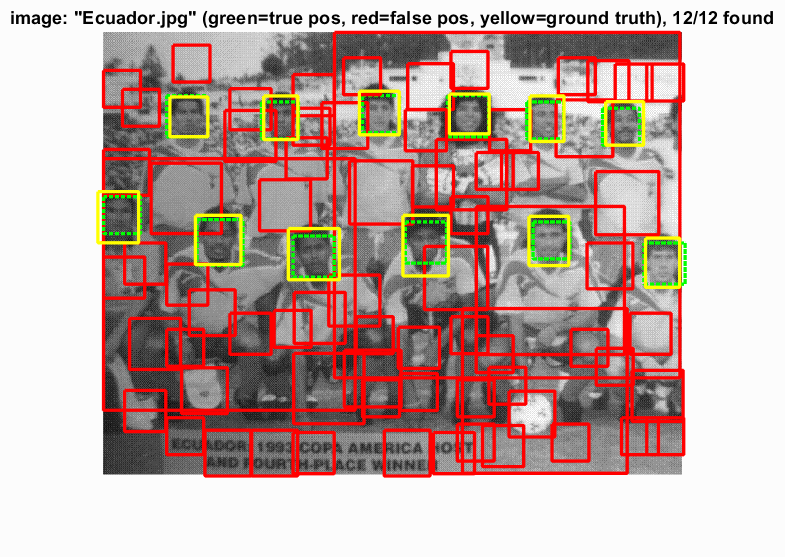 image: "Ecuador.jpg" (green=true pos, red=false pos, yellow=ground truth), 12/12 found
ECUADOR, 1993 COPA AMERICA HOST
AND FOURTH-PLACE WINNER